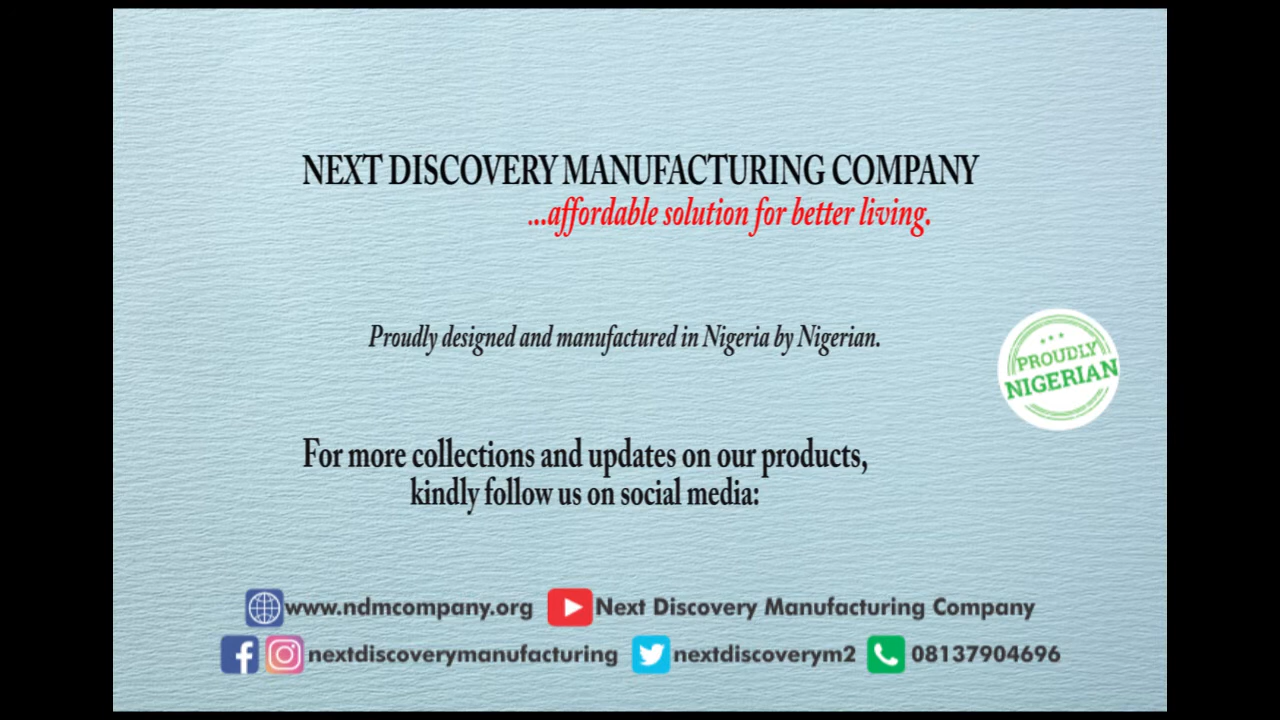 NEXT DISCOVERY MANUFACTURING COMPANY
...affordable solution for better living.
Proudly designed and manufactured in Nigeria by Nigerian.
PROUDLY
NIGERIAN
For more collections and updates on our products,
kindly follow us on social media:
www.ndmcompany.org Next Discovery Manufacturing Company
nextdiscoverymanufacturing nextdiscoverym2 08137904696